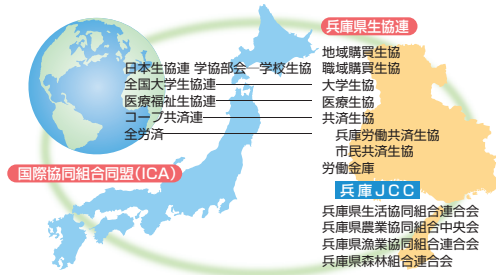 兵庫県生協連
地域購買生協
日本生協連 学協部会 学校生協 職域購買生協
全国大学生協連 大学生協
医療福祉生協連 医療生協
コープ共済連 共済生協
全労済 兵庫労働共済生協
市民共済生協
労働金庫
国際協同組合同盟(ICA)
兵庫JCC
兵庫県生活協同組合連合会
兵庫県農業協同組合中央会
兵庫県漁業協同組合連合会
兵庫県森林組合連合会